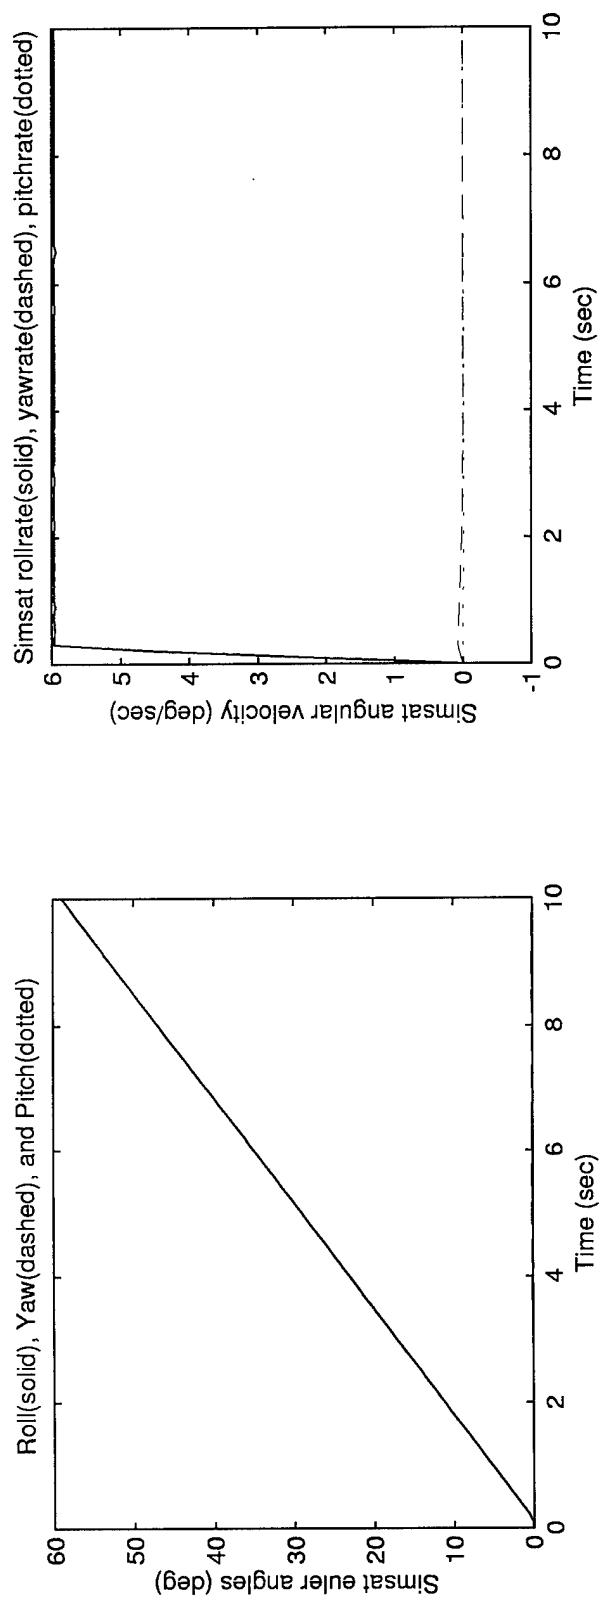 Roll(solid), Yaw(dashed), and Pitch(dotted)
Simsat euler angles (deg)
60
50
40
30
20
10
0
0 2 4 6 8 10
Time (sec)
Simsat rollrate(solid), yawrate(dashed), pitchrate(dotted)
Simsat angular velocity (deg/sec)
6
5
4
3
2
1
0
-1
0 2 4 6 8 10
Time (sec)